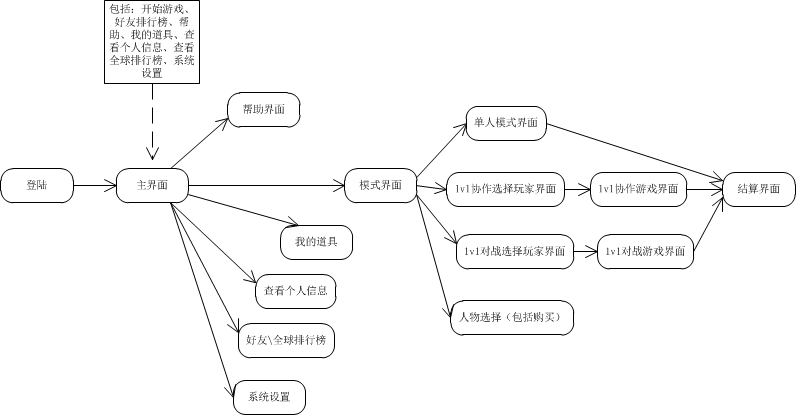 包括：开始游戏、
好友排行榜、帮
助、我的道具、查
看个人信息、查看
全球排行榜、系统
设置
帮助界面
单人模式界面
登陆
主界面
模式界面
1v1协作选择玩家界面
1v1协作游戏界面
结算界面
我的道具
1v1对战选择玩家界面
1v1对战游戏界面
查看个人信息
人物选择（包括购买）
好友\全球排行榜
系统设置